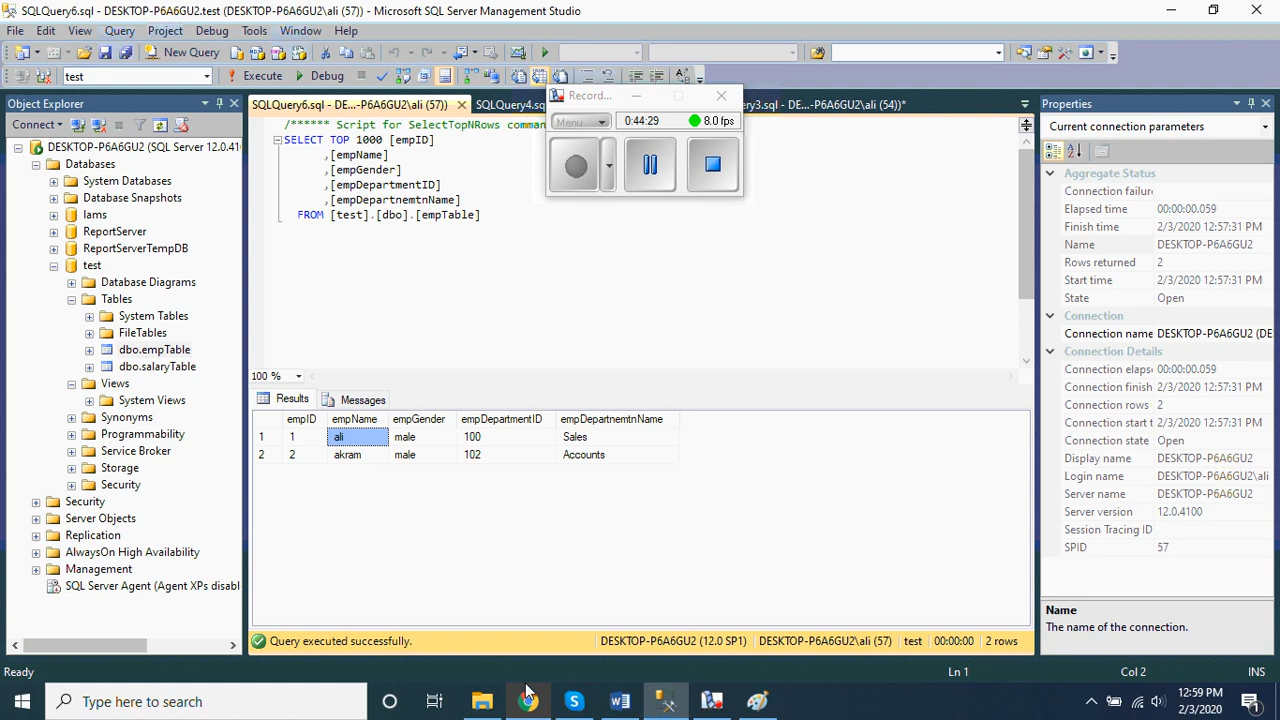 SQLQuery6.sql - DESKTOP-P6A6GU2.test (DESKTOP-P6A6GU2\ali (57)) - Microsoft SQL Server Management Studio
File Edit View Query Project Debug Tools Window Help
New Query
test Execute Debug
Object Explorer
Connect
DESKTOP-P6A6GU2 (SQL Server 12.0.410
Databases
System Databases
Database Snapshots
Iams
ReportServer
ReportServerTempDB
test
Database Diagrams
Tables
System Tables
FileTables
dbo.empTable
dbo.salaryTable
Views
System Views
Synonyms
Programmability
Service Broker
Storage
Security
Security
Server Objects
Replication
AlwaysOn High Availability
Management
SQL Server Agent (Agent XPs disabl
SQLQuery6.sql - DE...-P6A6GU2\ali (57)) SQLQuery4.sq ery3.sql - DE...-P6A6GU2\ali (54))*
/****** Script for SelectTopNRows comman
SELECT TOP 1000 [empID]
,[empName]
,[empGender]
,[empDepartmentID]
,[empDepartnemtnName]
FROM [test].[dbo].[empTable]
Record...
Menu 0:44:29 8.0 fps
100 %
Results Messages
empID empName empGender empDepartmentID empDepartnemtnName
1 1 ali male 100 Sales
2 2 akram male 102 Accounts
Query executed successfully. DESKTOP-P6A6GU2 (12.0 SP1) DESKTOP-P6A6GU2\ali (57) test 00:00:00 2 rows
Properties
Current connection parameters
Aggregate Status
Connection failure
Elapsed time 00:00:00.059
Finish time 2/3/2020 12:57:31 PM
Name DESKTOP-P6A6GU2
Rows returned 2
Start time 2/3/2020 12:57:31 PM
State Open
Connection
Connection name DESKTOP-P6A6GU2 (DE
Connection Details
Connection elaps 00:00:00.059
Connection finish 2/3/2020 12:57:31 PM
Connection rows 2
Connection start t 2/3/2020 12:57:31 PM
Connection state Open
Display name DESKTOP-P6A6GU2
Login name DESKTOP-P6A6GU2\ali
Server name DESKTOP-P6A6GU2
Server version 12.0.4100
Session Tracing ID
SPID 57
Name
The name of the connection.
Ready Ln 1 Col 2 INS
Type here to search
12:59 PM
2/3/2020
1